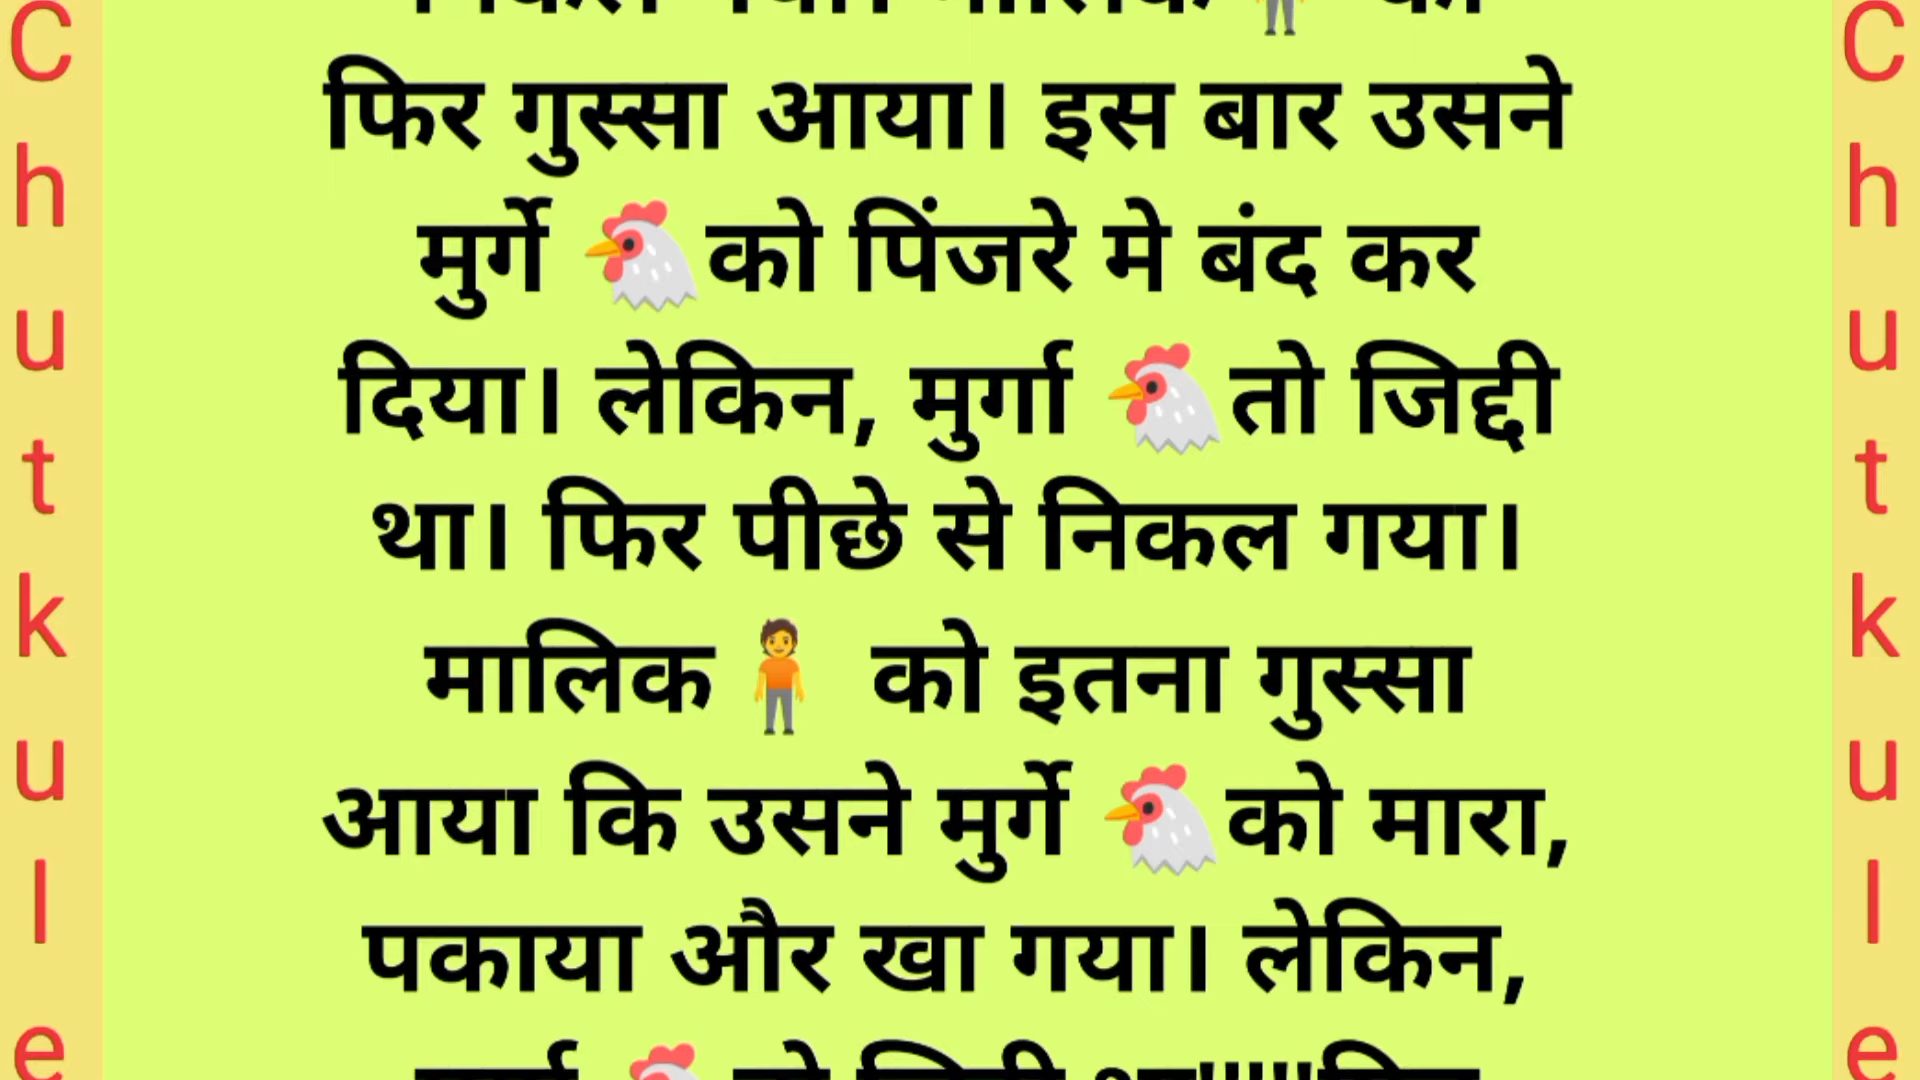 फिर गुस्सा आया। इस बार उसने
मुर्गे 🐔को पिंजरे मे बंद कर
दिया। लेकिन, मुर्गा 🐔तो जिद्दी
था। फिर पीछे से निकल गया।
मालिक🧍 को इतना गुस्सा
आया कि उसने मुर्गे 🐔को मारा,
पकाया और खा गया। लेकिन,
Chutkule
Chutkule